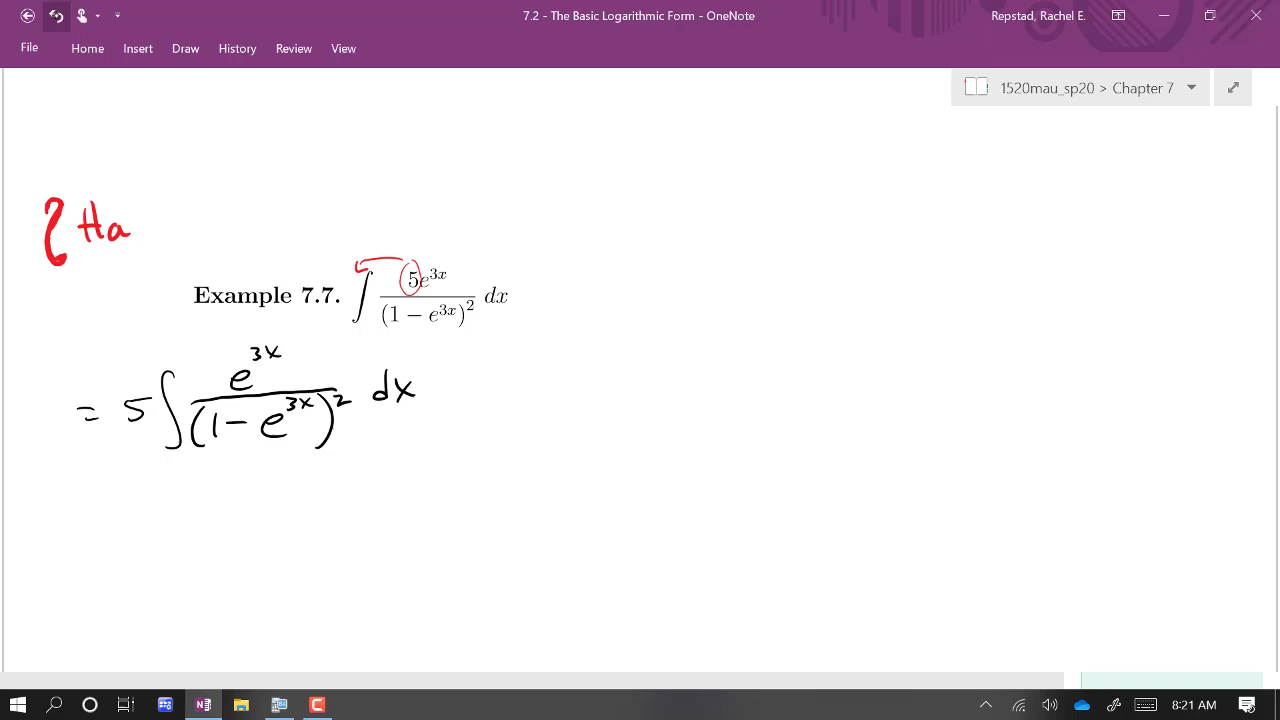 7.2 - The Basic Logarithmic Form - OneNote
Repstad, Rachel E.
File Home Insert Draw History Review View
1520mau_sp20 > Chapter 7
Ha
Example 7.7. ∫ 5e^{3x} / (1 − e^{3x})^2 dx
= 5 ∫ e^{3x} / (1 − e^{3x})^2 dx
8:21 AM